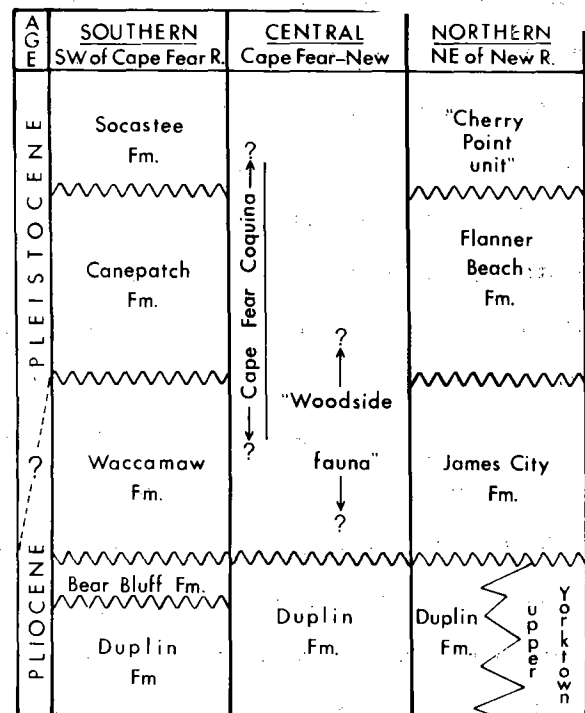 AGE
SOUTHERN
SW of Cape Fear R.
CENTRAL
Cape Fear–New
NORTHERN
NE of New R.
PLEISTOCENE
?
PLIOCENE
Socastee
Fm.
Canepatch
Fm.
Waccamaw
Fm.
Bear Bluff Fm.
Duplin
Fm
?
Cape Fear Coquina
?
?
"Woodside
fauna"
?
Duplin
Fm.
"Cherry
Point
unit"
Flanner
Beach
Fm.
James City
Fm.
Duplin
Fm.
upper
Yorktown